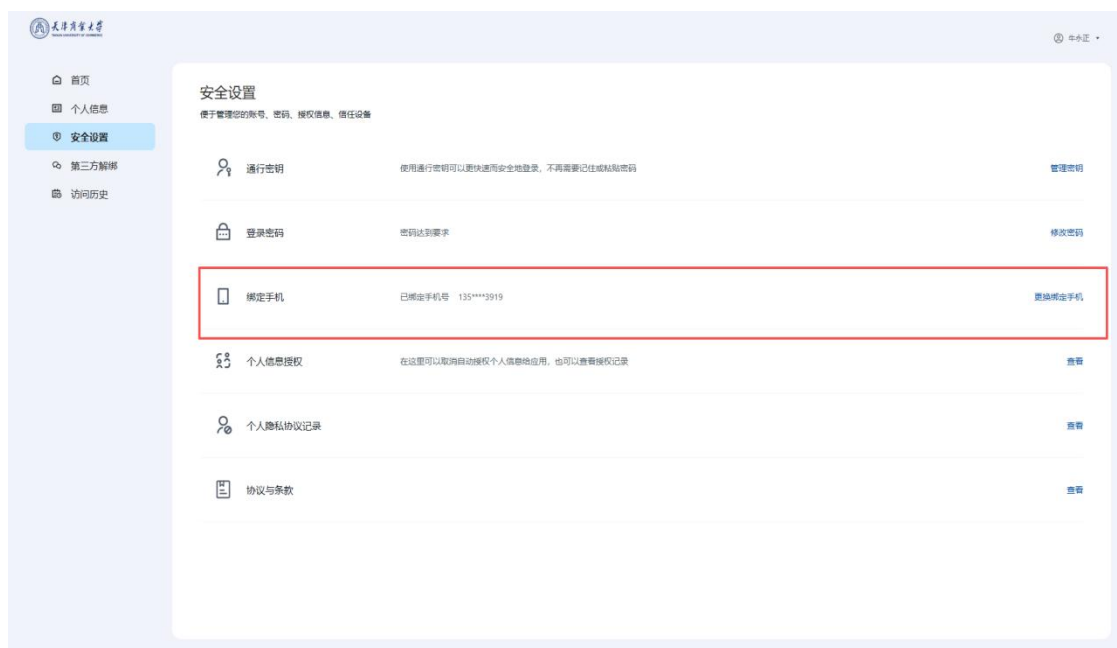 天津商业大学
TIANJIN UNIVERSITY OF COMMERCE
牛永正
首页
个人信息
安全设置
第三方解绑
访问历史
安全设置
便于管理您的账号、密码、授权信息、信任设备
通行密钥 使用通行密钥可以更快速而安全地登录，不再需要记住或粘贴密码 管理密钥
登录密码 密码达到要求 修改密码
绑定手机 已绑定手机号 135****3919 更换绑定手机
个人信息授权 在这里可以取消自动授权个人信息给应用，也可以查看授权记录 查看
个人隐私协议记录 查看
协议与条款 查看